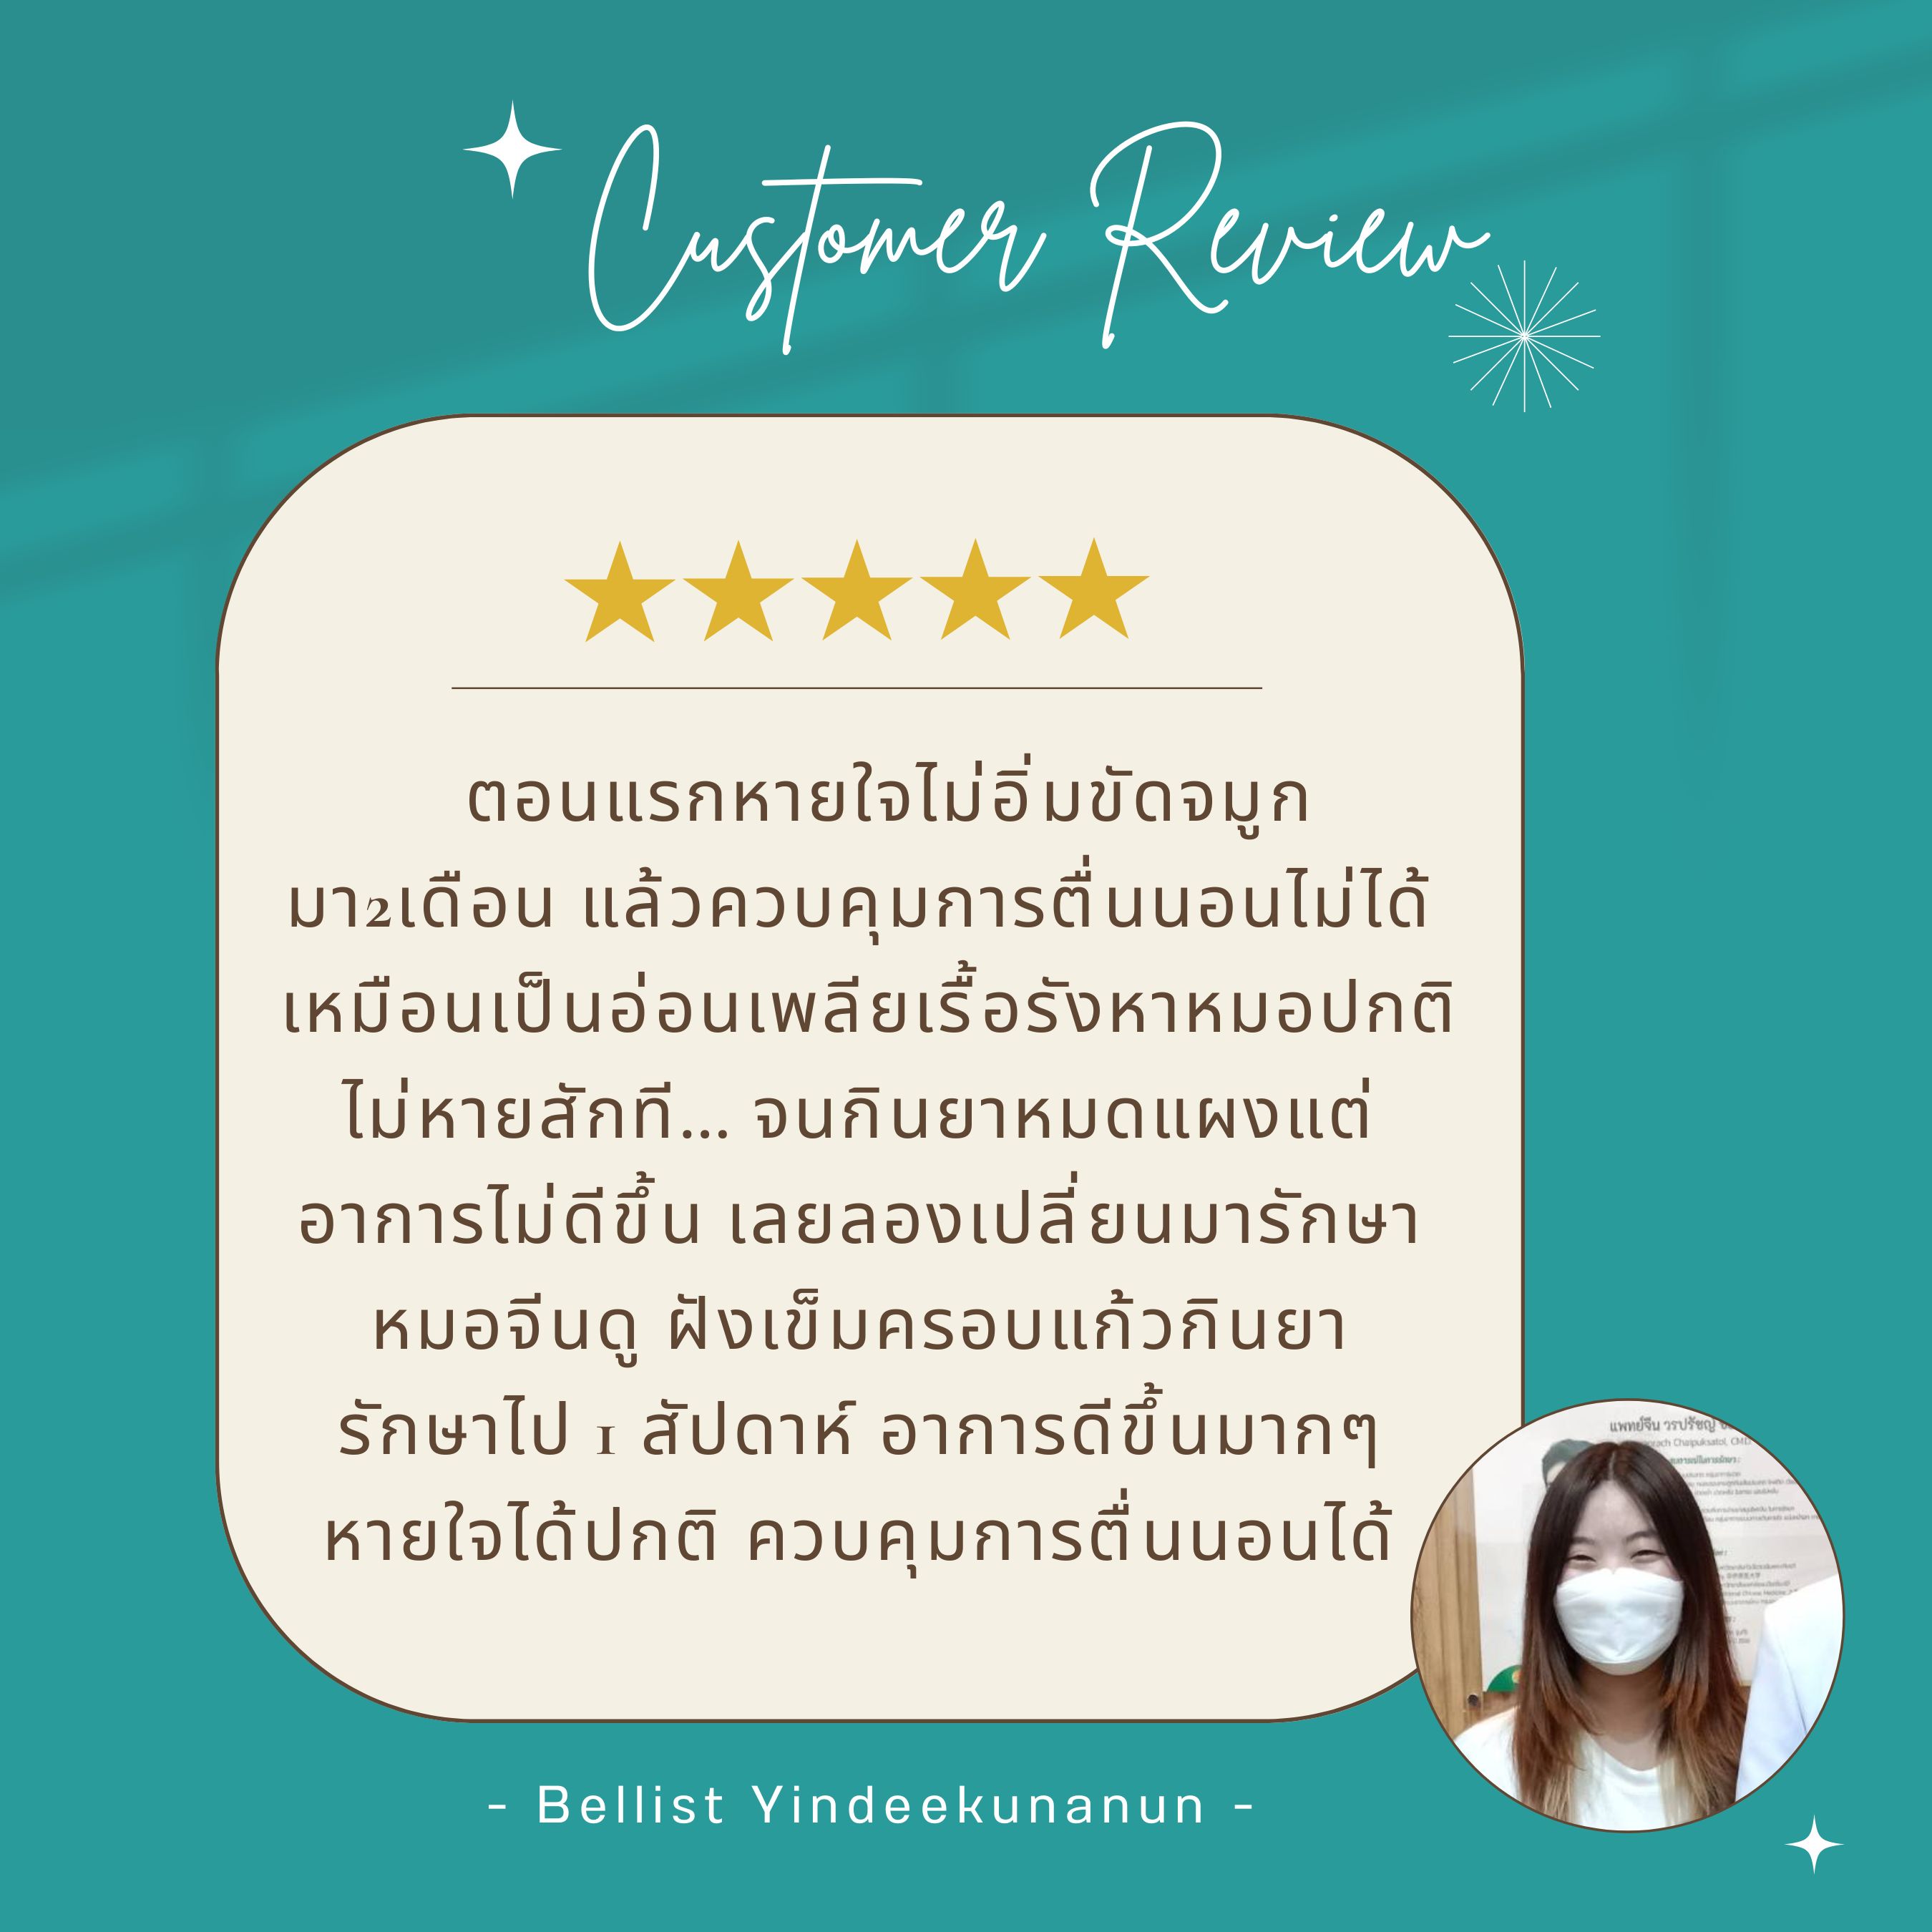 Customer Review
ตอนแรกหายใจไม่อิ่มขัดจมูก
มา2เดือน แล้วควบคุมการตื่นนอนไม่ได้
เหมือนเป็นอ่อนเพลียเรื้อรังหาหมอปกติ
ไม่หายสักที... จนกินยาหมดแผงแต่
อาการไม่ดีขึ้น เลยลองเปลี่ยนมารักษา
หมอจีนดู ฝังเข็มครอบแก้วกินยา
รักษาไป 1 สัปดาห์ อาการดีขึ้นมากๆ
หายใจได้ปกติ ควบคุมการตื่นนอนได้
แพทย์จีน วรปรัชญ์
Chaipuksatol, CMD
- Bellist Yindeekunanun -